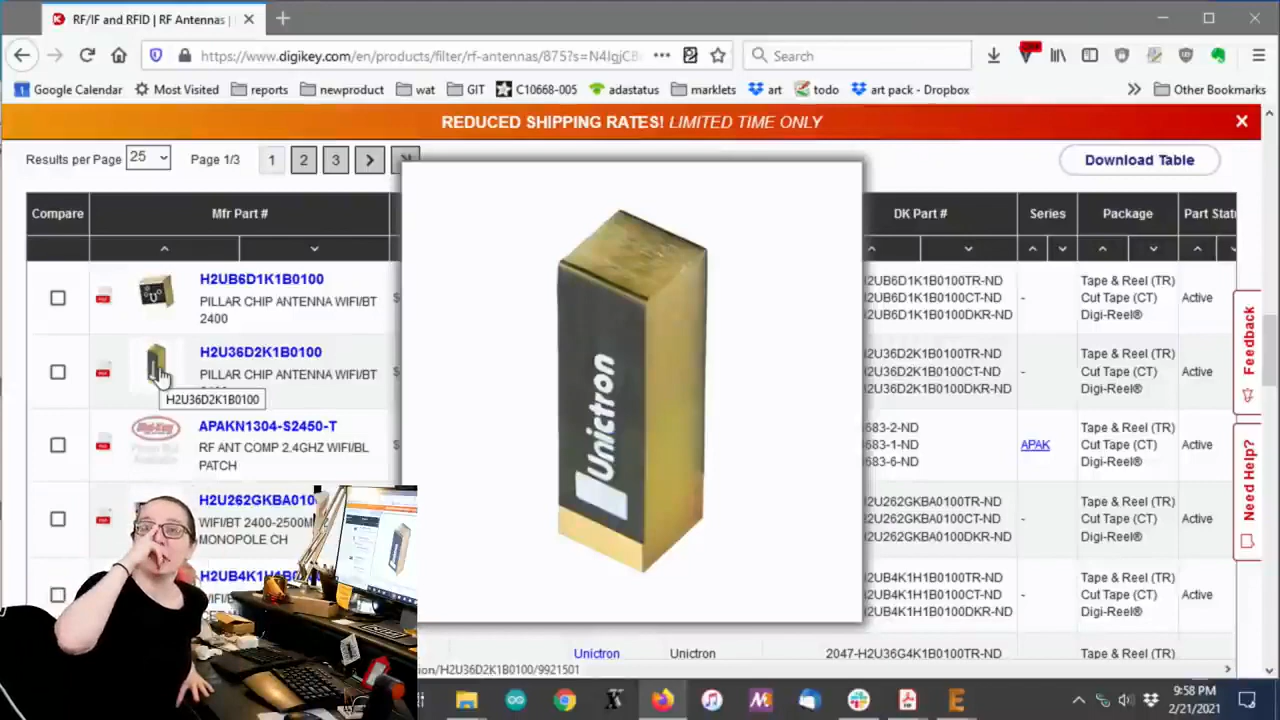 RF/IF and RFID | RF Antennas |
https://www.digikey.com/en/products/filter/rf-antennas/875?s=N4IgjCB
Search
Google Calendar
Most Visited
reports
newproduct
wat
GIT
C10668-005
adastatus
marklets
art
todo
art pack - Dropbox
Other Bookmarks
REDUCED SHIPPING RATES! LIMITED TIME ONLY
Results per Page 25 Page 1/3 1 2 3
Download Table
Compare Mfr Part # DK Part # Series Package Part Statu
H2UB6D1K1B0100
PILLAR CHIP ANTENNA WIFI/BT
2400
H2UB6D1K1B0100TR-ND
H2UB6D1K1B0100CT-ND
H2UB6D1K1B0100DKR-ND
-
Tape & Reel (TR)
Cut Tape (CT)
Digi-Reel®
Active
H2U36D2K1B0100
PILLAR CHIP ANTENNA WIFI/BT
H2U36D2K1B0100
H2U36D2K1B0100TR-ND
H2U36D2K1B0100CT-ND
H2U36D2K1B0100DKR-ND
-
Tape & Reel (TR)
Cut Tape (CT)
Digi-Reel®
Active
APAKN1304-S2450-T
RF ANT COMP 2.4GHZ WIFI/BL
PATCH
683-2-ND
683-1-ND
683-6-ND
APAK
Tape & Reel (TR)
Cut Tape (CT)
Digi-Reel®
Active
H2U262GKBA0100
WIFI/BT 2400-2500M
MONOPOLE CH
H2U262GKBA0100TR-ND
H2U262GKBA0100CT-ND
H2U262GKBA0100DKR-ND
-
Tape & Reel (TR)
Cut Tape (CT)
Digi-Reel®
Active
H2UB4K1H1B0100TR-ND
H2UB4K1H1B0100CT-ND
H2UB4K1H1B0100DKR-ND
-
Tape & Reel (TR)
Cut Tape (CT)
Digi-Reel®
Active
Unictron
Unictron Unictron 2047-H2U36G4K1B0100TR-ND Tape & Reel (TR)
on/H2U36D2K1B0100/9921501
Feedback
Need Help?
9:58 PM
2/21/2021